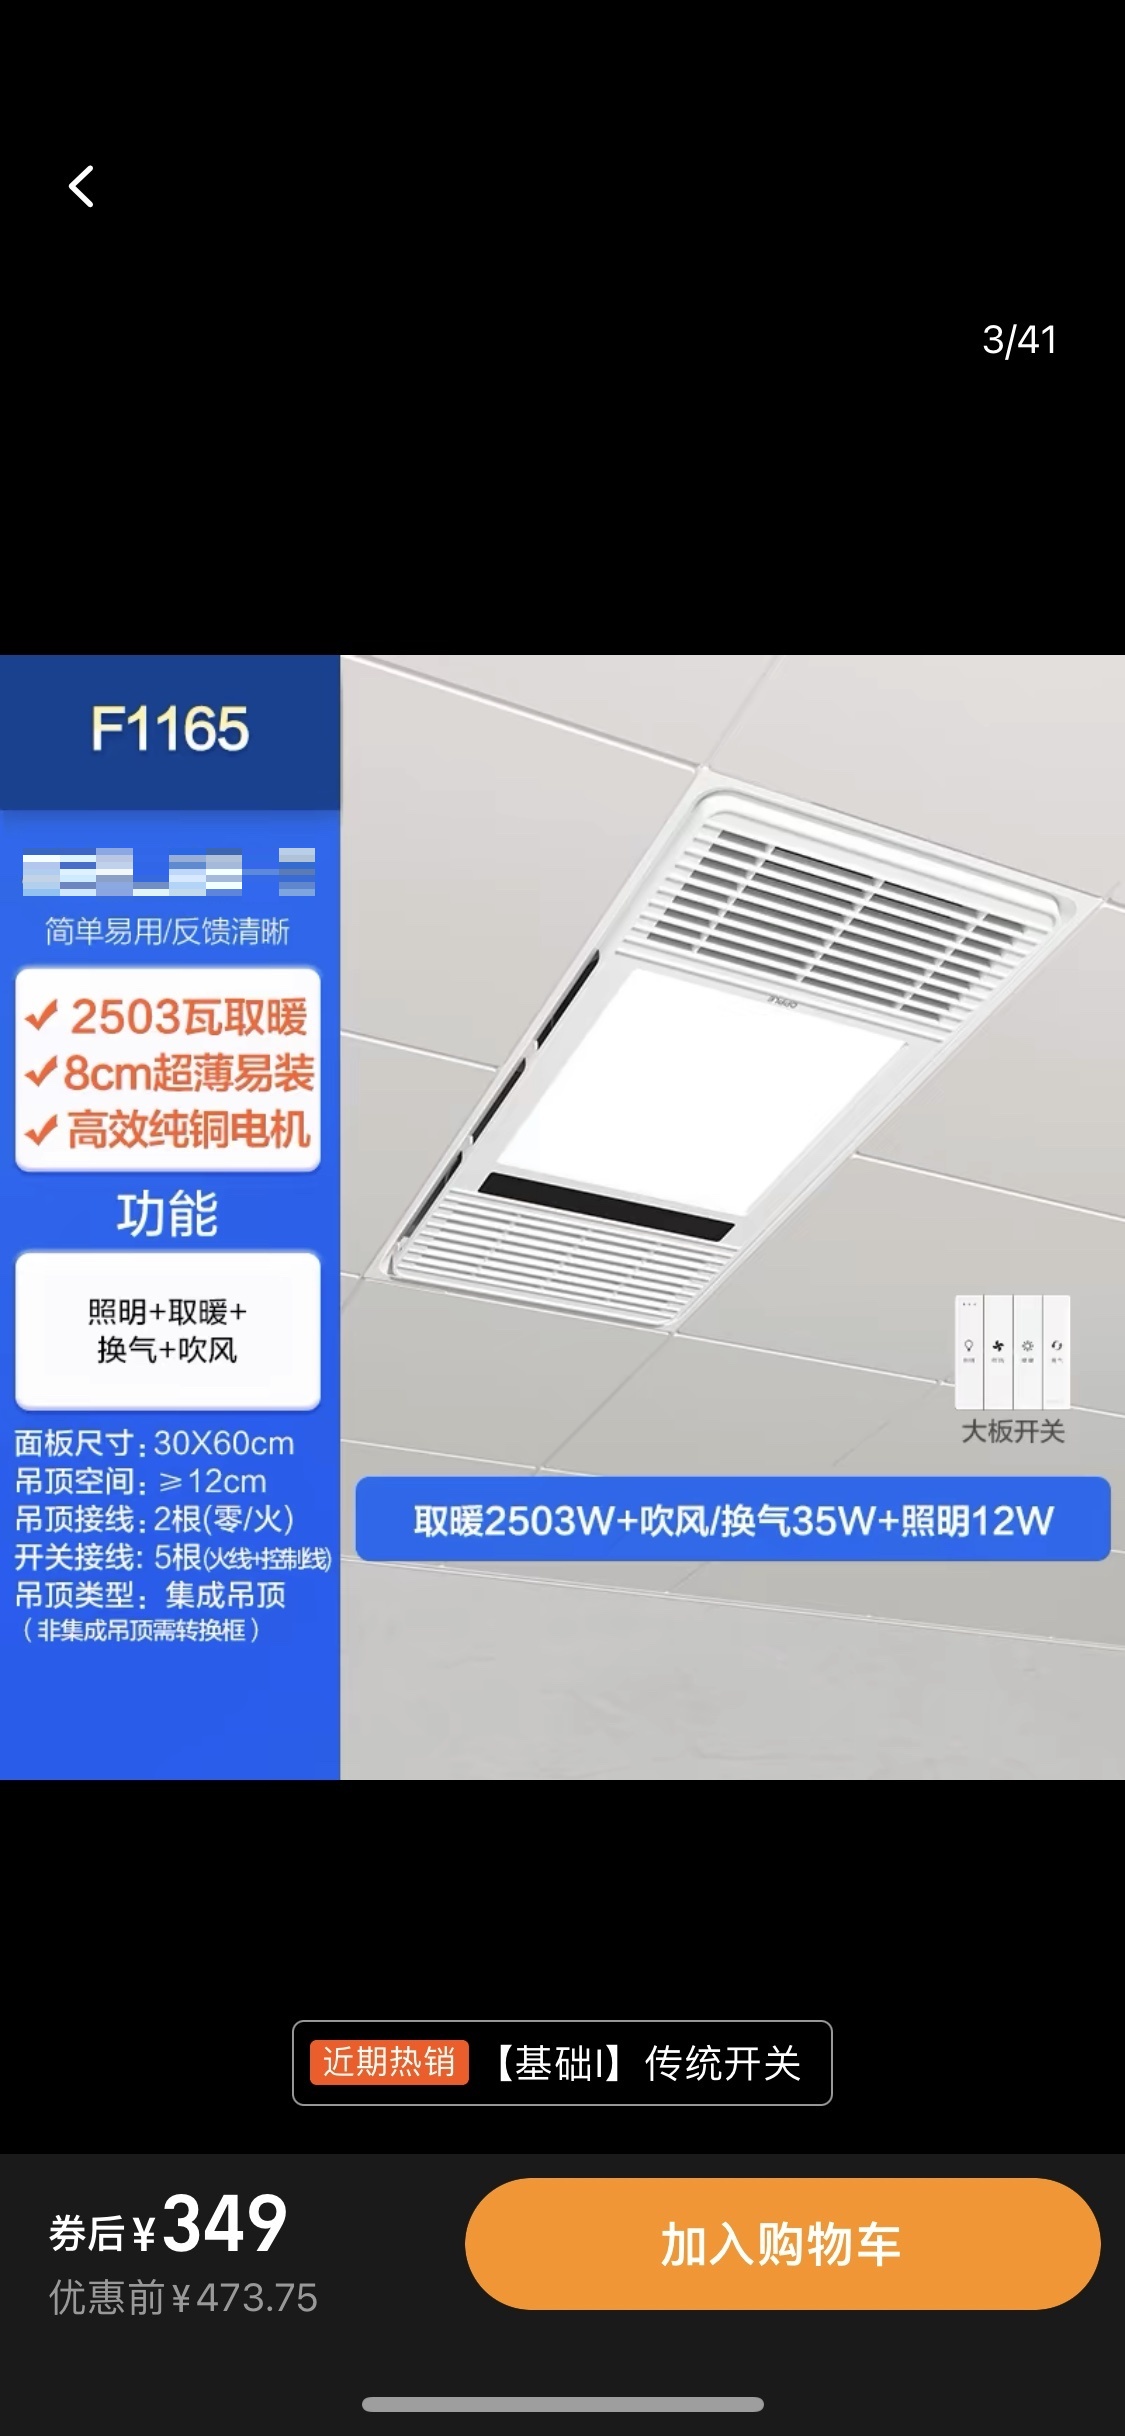 3/41
F1165
简单易用/反馈清晰
2503瓦取暖
8cm超薄易装
高效纯铜电机
功能
照明+取暖+
换气+吹风
面板尺寸:30X60cm
吊顶空间:≥12cm
吊顶接线:2根(零/火)
开关接线:5根(火线+控制线)
吊顶类型:集成吊顶
（非集成吊顶需转换框）
大板开关
取暖2503W+吹风/换气35W+照明12W
近期热销 【基础I】传统开关
券后¥349
优惠前¥473.75
加入购物车